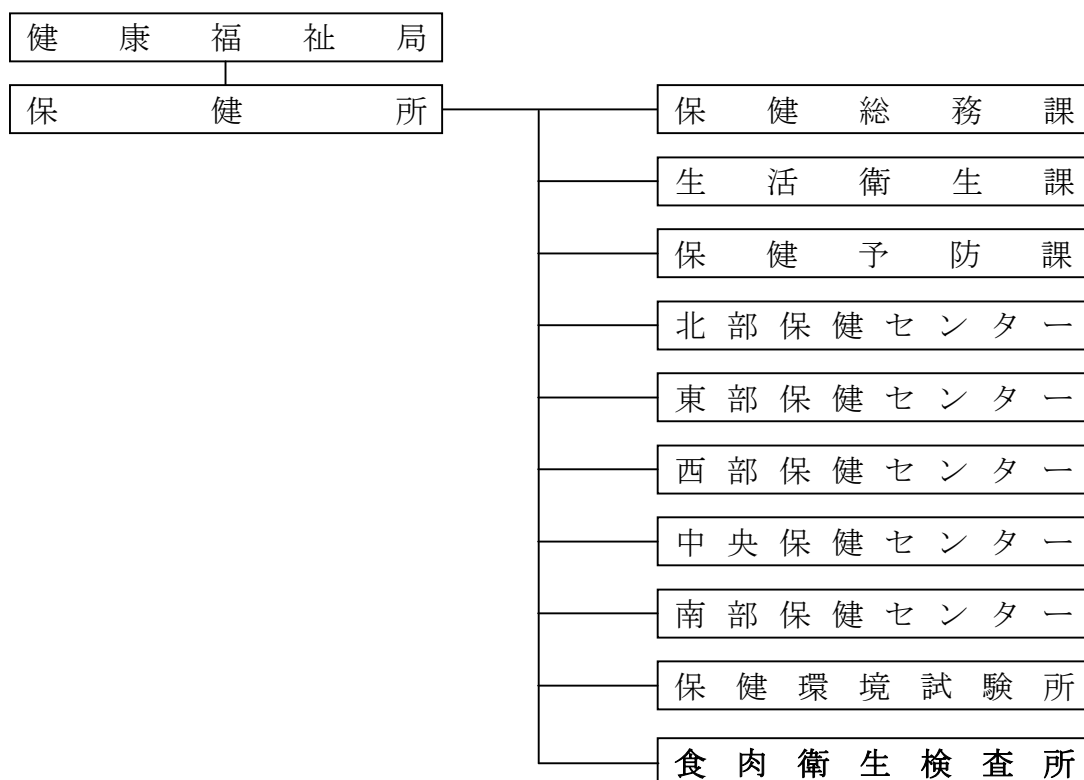 健康福祉局
保健所
保健総務課
生活衛生課
保健予防課
北部保健センター
東部保健センター
西部保健センター
中央保健センター
南部保健センター
保健環境試験所
食肉衛生検査所